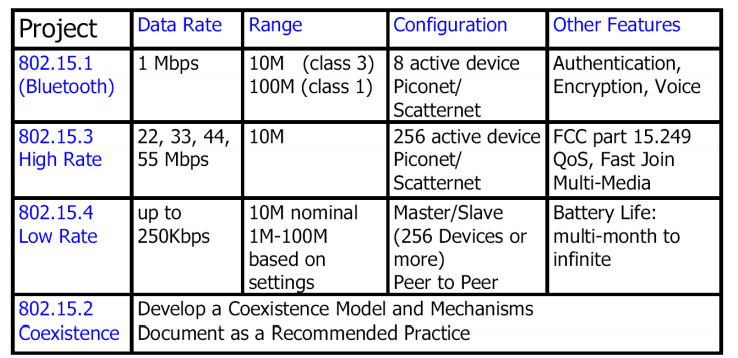 Project Data Rate Range Configuration Other Features
802.15.1
(Bluetooth)
1 Mbps
10M (class 3)
100M (class 1)
8 active device
Piconet/
Scatternet
Authentication,
Encryption, Voice
802.15.3
High Rate
22, 33, 44,
55 Mbps
10M
256 active device
Piconet/
Scatternet
FCC part 15.249
QoS, Fast Join
Multi-Media
802.15.4
Low Rate
up to
250Kbps
10M nominal
1M-100M
based on
settings
Master/Slave
(256 Devices or
more)
Peer to Peer
Battery Life:
multi-month to
infinite
802.15.2
Coexistence
Develop a Coexistence Model and Mechanisms
Document as a Recommended Practice